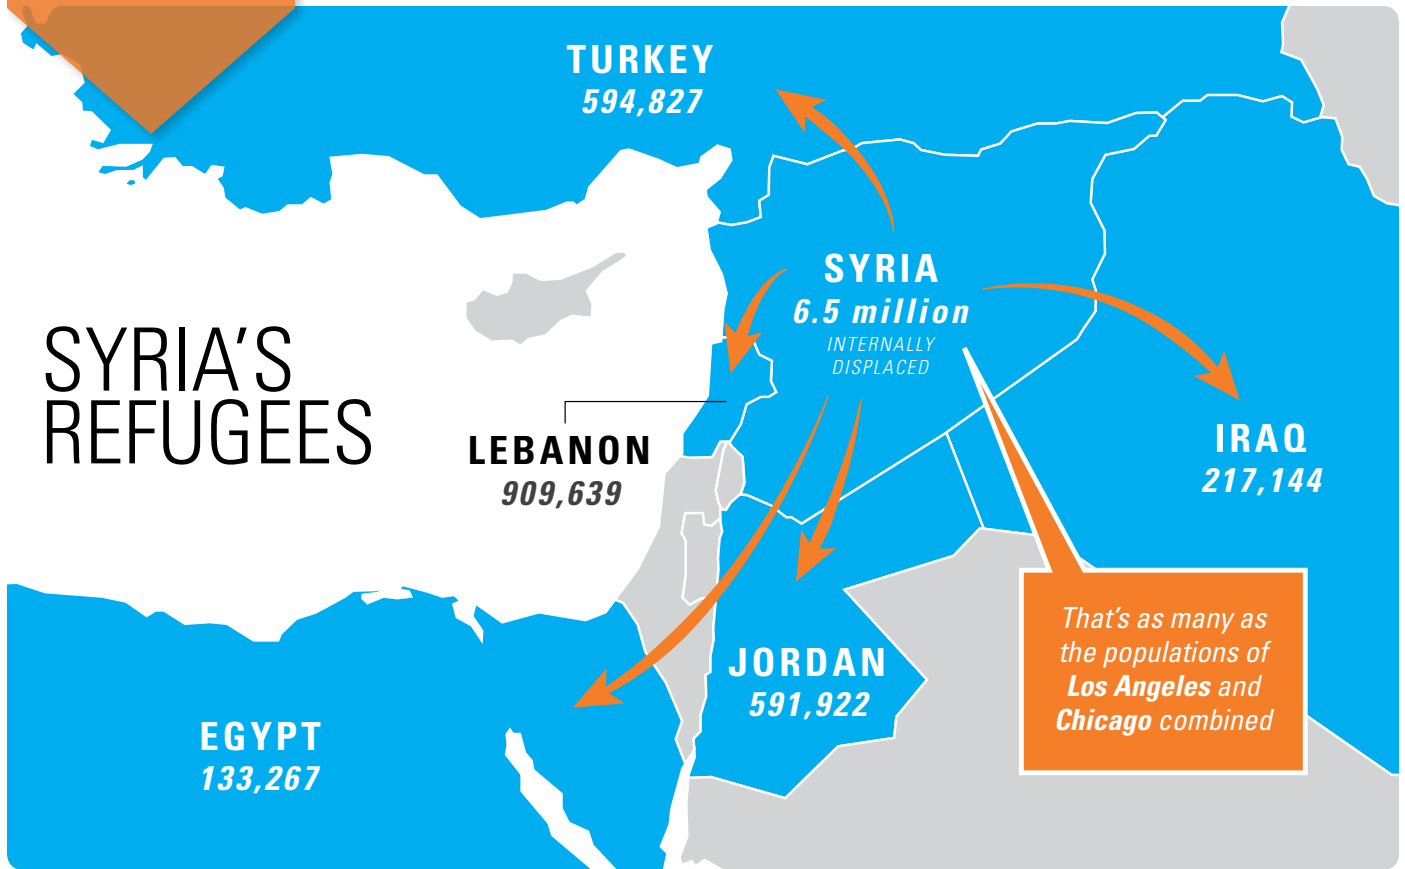 TURKEY
594,827
SYRIA
6.5 million
INTERNALLY
DISPLACED
SYRIA'S
REFUGEES
LEBANON
909,639
IRAQ
217,144
That's as many as
the populations of
Los Angeles and
Chicago combined
JORDAN
591,922
EGYPT
133,267